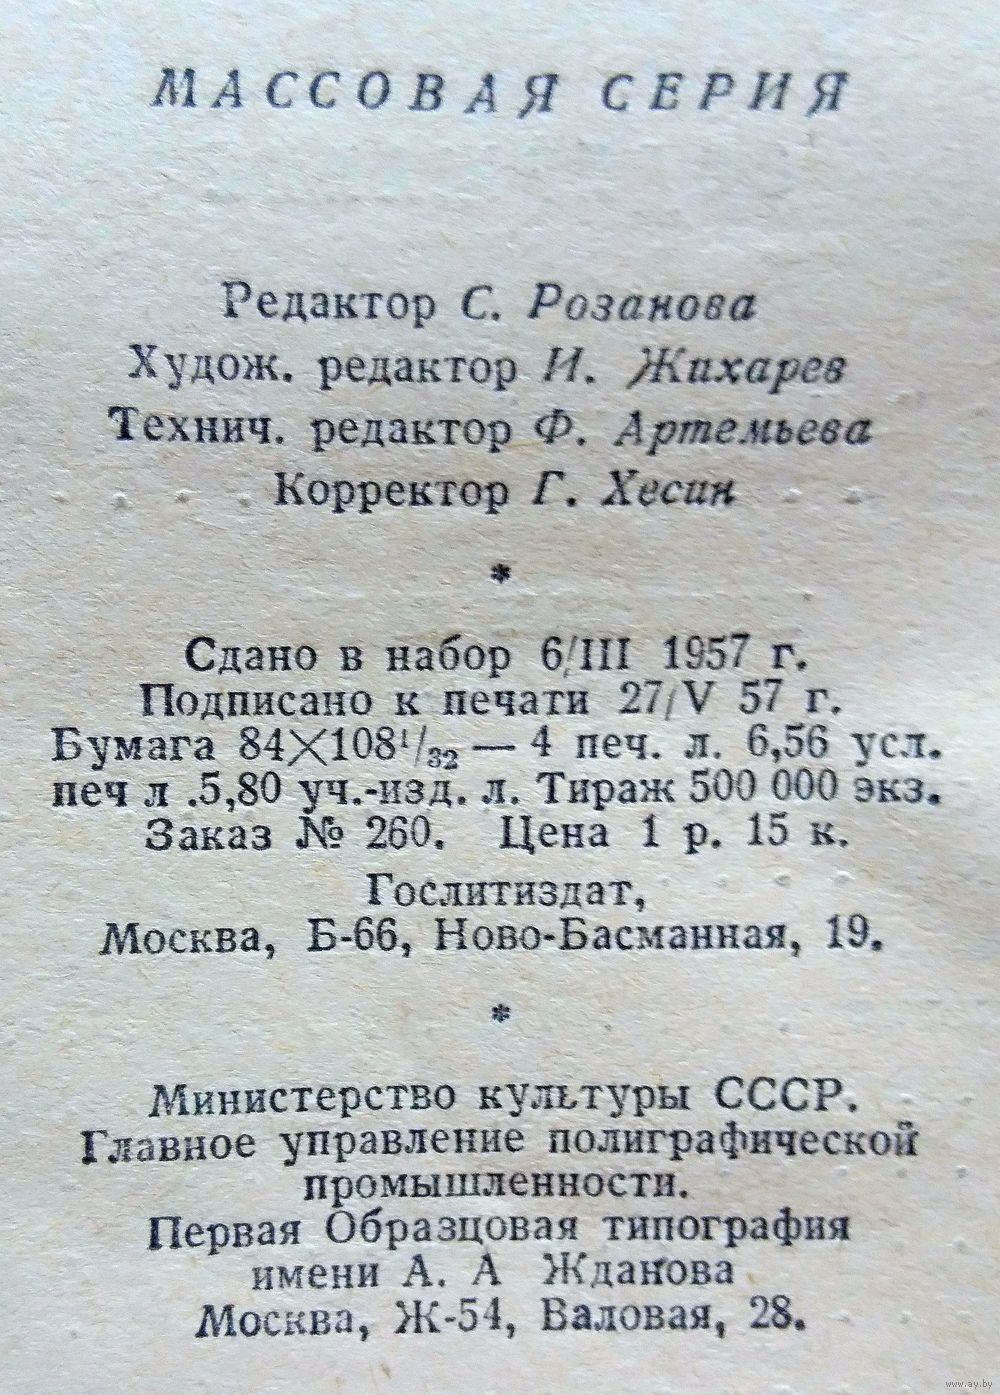 МАССОВАЯ СЕРИЯ
Редактор С. Розанова
Худож. редактор И. Жихарев
Технич. редактор Ф. Артемьева
Корректор Г. Хесин
*
Сдано в набор 6/III 1957 г.
Подписано к печати 27/V 57 г.
Бумага 84×108¹/₃₂ — 4 печ. л. 6,56 усл.
печ л .5,80 уч.-изд. л. Тираж 500 000 экз.
Заказ № 260. Цена 1 р. 15 к.
Гослитиздат,
Москва, Б-66, Ново-Басманная, 19.
*
Министерство культуры СССР.
Главное управление полиграфической
промышленности.
Первая Образцовая типография
имени А. А Жданова
Москва, Ж-54, Валовая, 28.
www.ay.by